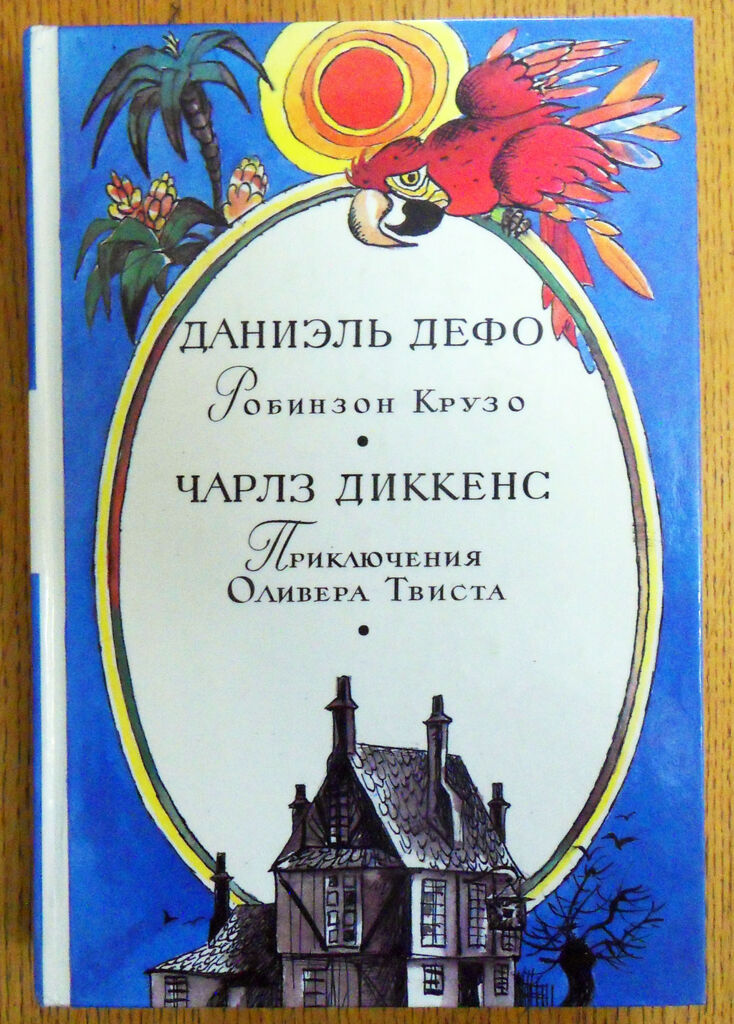 ДАНИЭЛЬ ДЕФО
Робинзон Крузо
•
ЧАРЛЗ ДИККЕНС
Приключения
Оливера Твиста
•